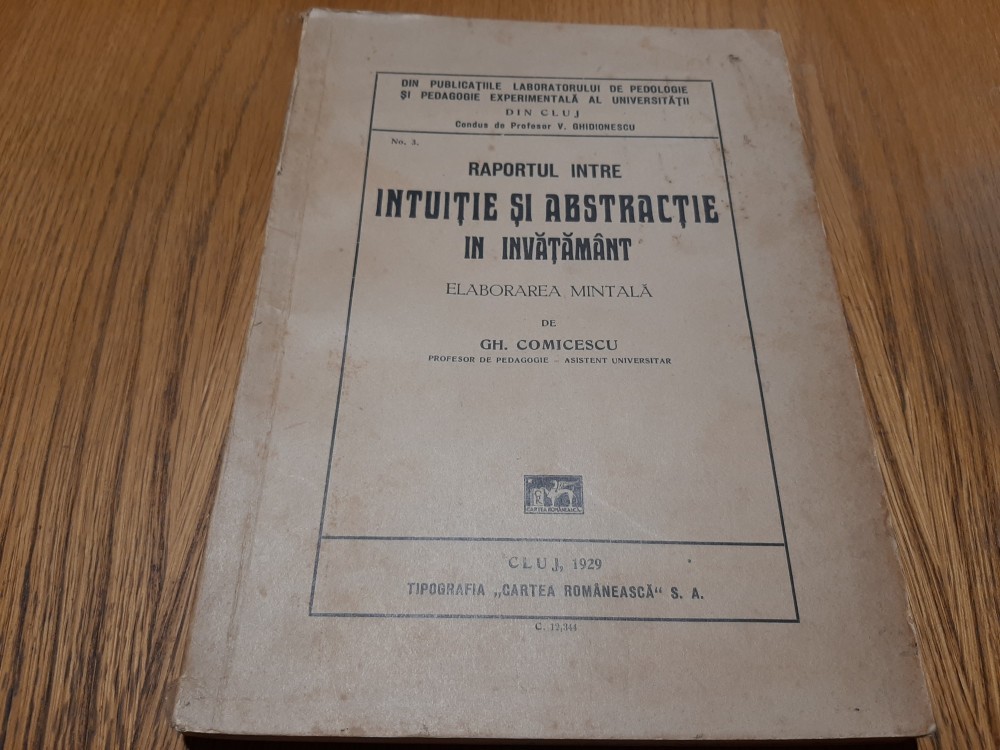 DIN PUBLICAȚIILE LABORATORULUI DE PEDOLOGIE
ȘI PEDAGOGIE EXPERIMENTALĂ AL UNIVERSITĂȚII
DIN CLUJ
Condus de Profesor V. GHIDIONESCU
No. 3.
RAPORTUL INTRE
INTUIȚIE ȘI ABSTRACȚIE
IN INVĂȚĂMÂNT
ELABORAREA MINTALĂ
DE
GH. COMICESCU
PROFESOR DE PEDAGOGIE – ASISTENT UNIVERSITAR
CARTEA ROMÂNEASCĂ
CLUJ, 1929
TIPOGRAFIA „CARTEA ROMÂNEASCĂ“ S. A.
C. 12,344